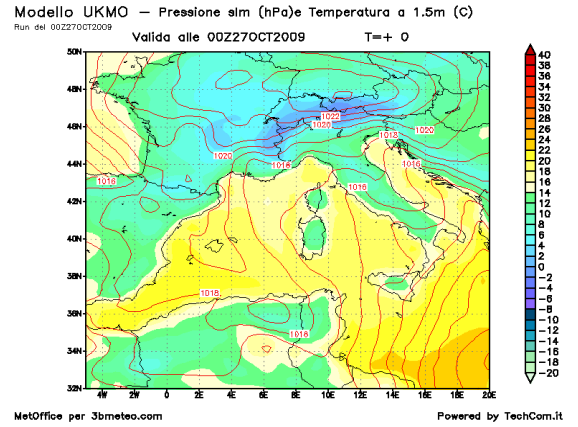 Modello UKMO — Pressione slm (hPa)e Temperatura a 1.5m (C)
Run del 00Z27OCT2009
Valida alle 00Z27OCT2009 T=+ 0
50N
48N
46N
44N
42N
40N
38N
36N
34N
32N
4W 2W 0 2E 4E 6E 8E 10E 12E 14E 16E 18E 20E
1022
1020
1018
1020
1020
1018
1016
1016
1016
1018
1018
40
38
36
34
32
30
28
26
24
22
20
18
16
14
12
10
8
6
4
2
0
−2
−4
−6
−8
−10
−12
−14
−16
−18
−20
MetOffice per 3bmeteo.com
Powered by TechCom.it